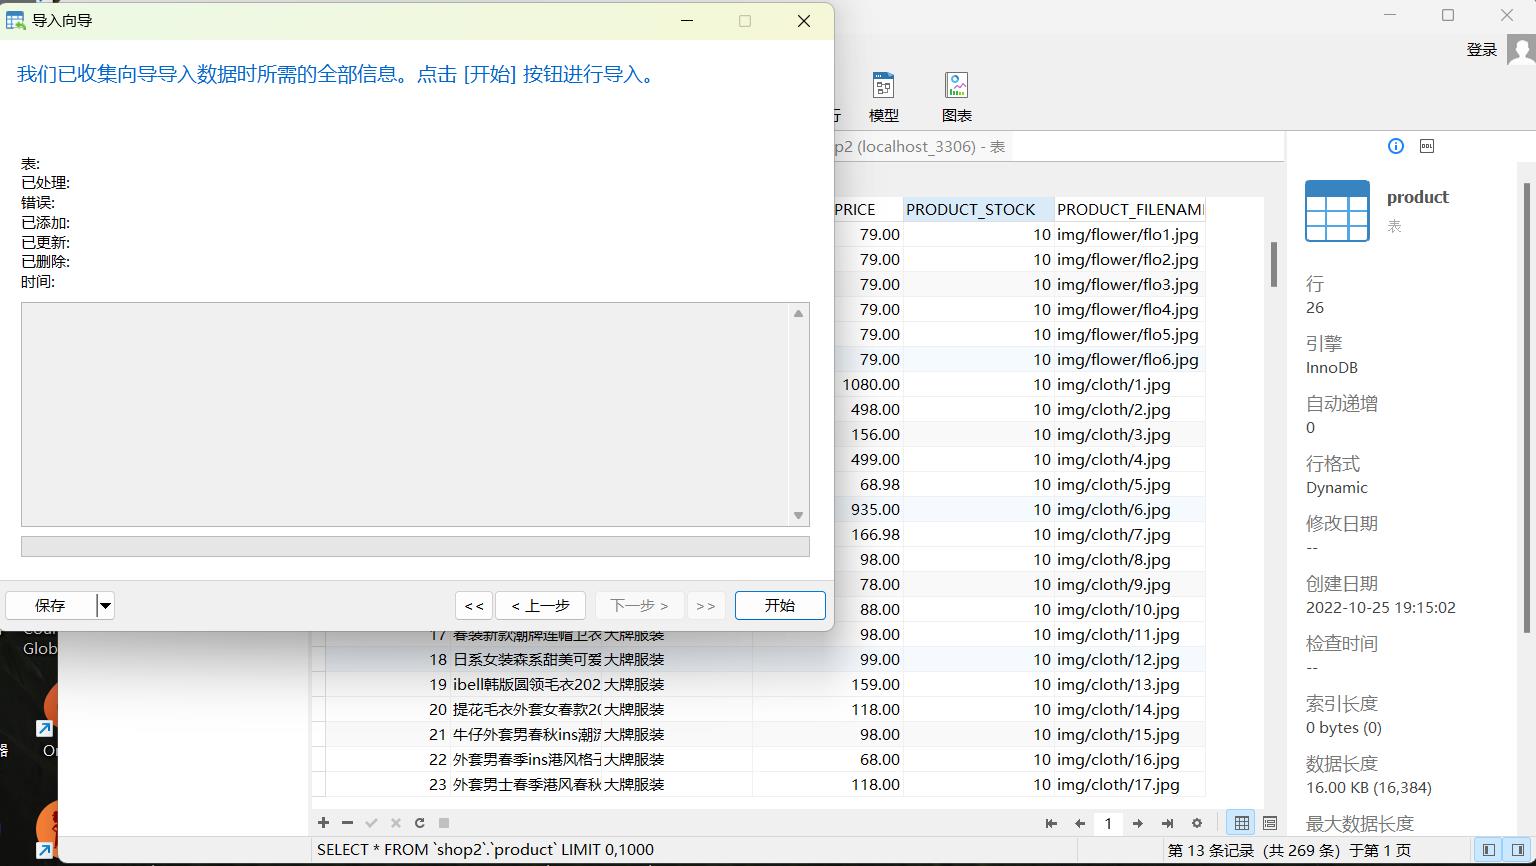 导入向导
我们已收集向导导入数据时所需的全部信息。点击 [开始] 按钮进行导入。
表:
已处理:
错误:
已添加:
已更新:
已删除:
时间:
保存
<<
< 上一步
下一步 >
>>
开始
登录
模型
图表
p2 (localhost_3306) - 表
PRICE PRODUCT_STOCK PRODUCT_FILENAM
79.00 10 img/flower/flo1.jpg
79.00 10 img/flower/flo2.jpg
79.00 10 img/flower/flo3.jpg
79.00 10 img/flower/flo4.jpg
79.00 10 img/flower/flo5.jpg
79.00 10 img/flower/flo6.jpg
1080.00 10 img/cloth/1.jpg
498.00 10 img/cloth/2.jpg
156.00 10 img/cloth/3.jpg
499.00 10 img/cloth/4.jpg
68.98 10 img/cloth/5.jpg
935.00 10 img/cloth/6.jpg
166.98 10 img/cloth/7.jpg
98.00 10 img/cloth/8.jpg
78.00 10 img/cloth/9.jpg
88.00 10 img/cloth/10.jpg
17 春装新款潮牌连帽卫衣 大牌服装 98.00 10 img/cloth/11.jpg
18 日系女装森系甜美可爱 大牌服装 99.00 10 img/cloth/12.jpg
19 ibell韩版圆领毛衣202 大牌服装 159.00 10 img/cloth/13.jpg
20 提花毛衣外套女春款20 大牌服装 118.00 10 img/cloth/14.jpg
21 牛仔外套男春秋ins潮 大牌服装 98.00 10 img/cloth/15.jpg
22 外套男春季ins港风格子 大牌服装 68.00 10 img/cloth/16.jpg
23 外套男士春季港风春秋 大牌服装 118.00 10 img/cloth/17.jpg
1
SELECT * FROM `shop2`.`product` LIMIT 0,1000
第 13 条记录 (共 269 条) 于第 1 页
DDL
product
表
行
26
引擎
InnoDB
自动递增
0
行格式
Dynamic
修改日期
--
创建日期
2022-10-25 19:15:02
检查时间
--
索引长度
0 bytes (0)
数据长度
16.00 KB (16,384)
最大数据长度
Glob
器